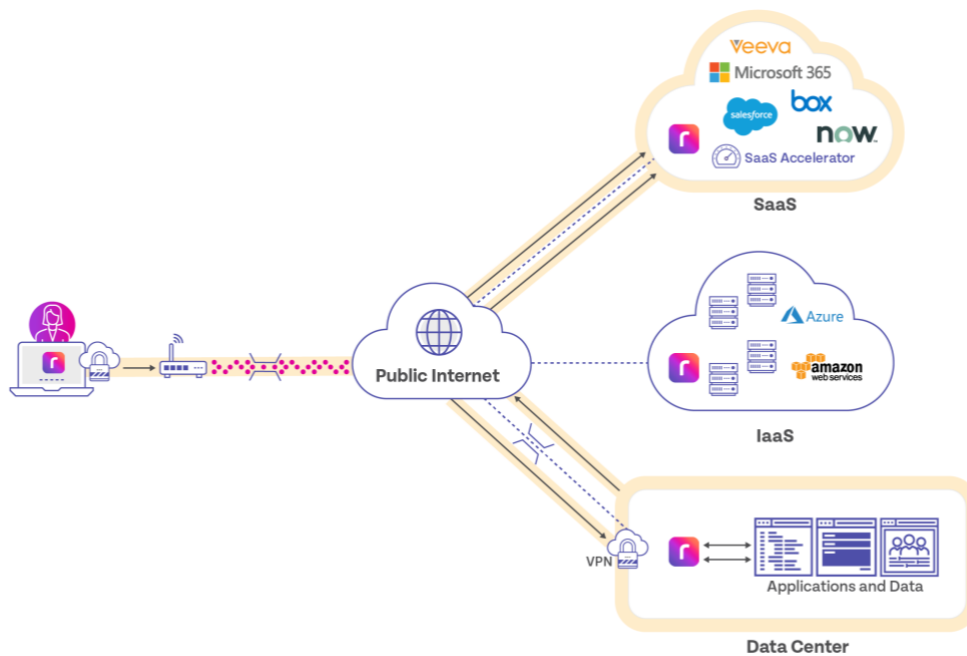 veeva
Microsoft 365
salesforce
box
now
SaaS Accelerator
SaaS
Public Internet
Azure
amazon
web services
IaaS
VPN
Applications and Data
Data Center